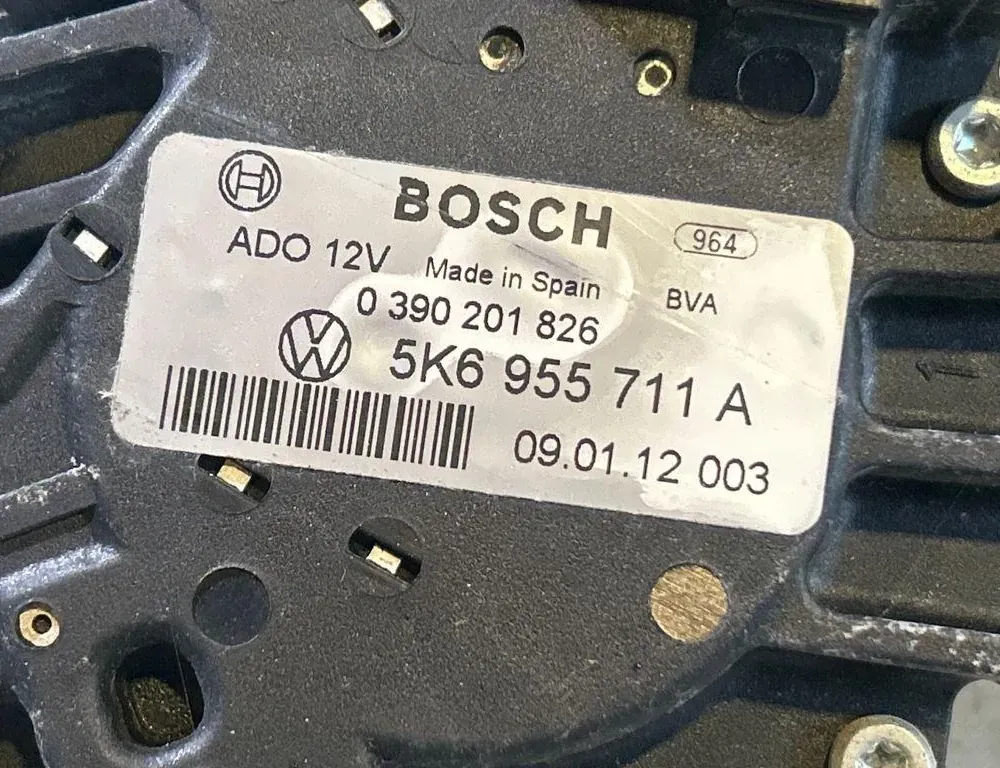 BOSCH
964
ADO 12V
Made in Spain
BVA
0 390 201 826
5K6 955 711 A
09.01.12 003